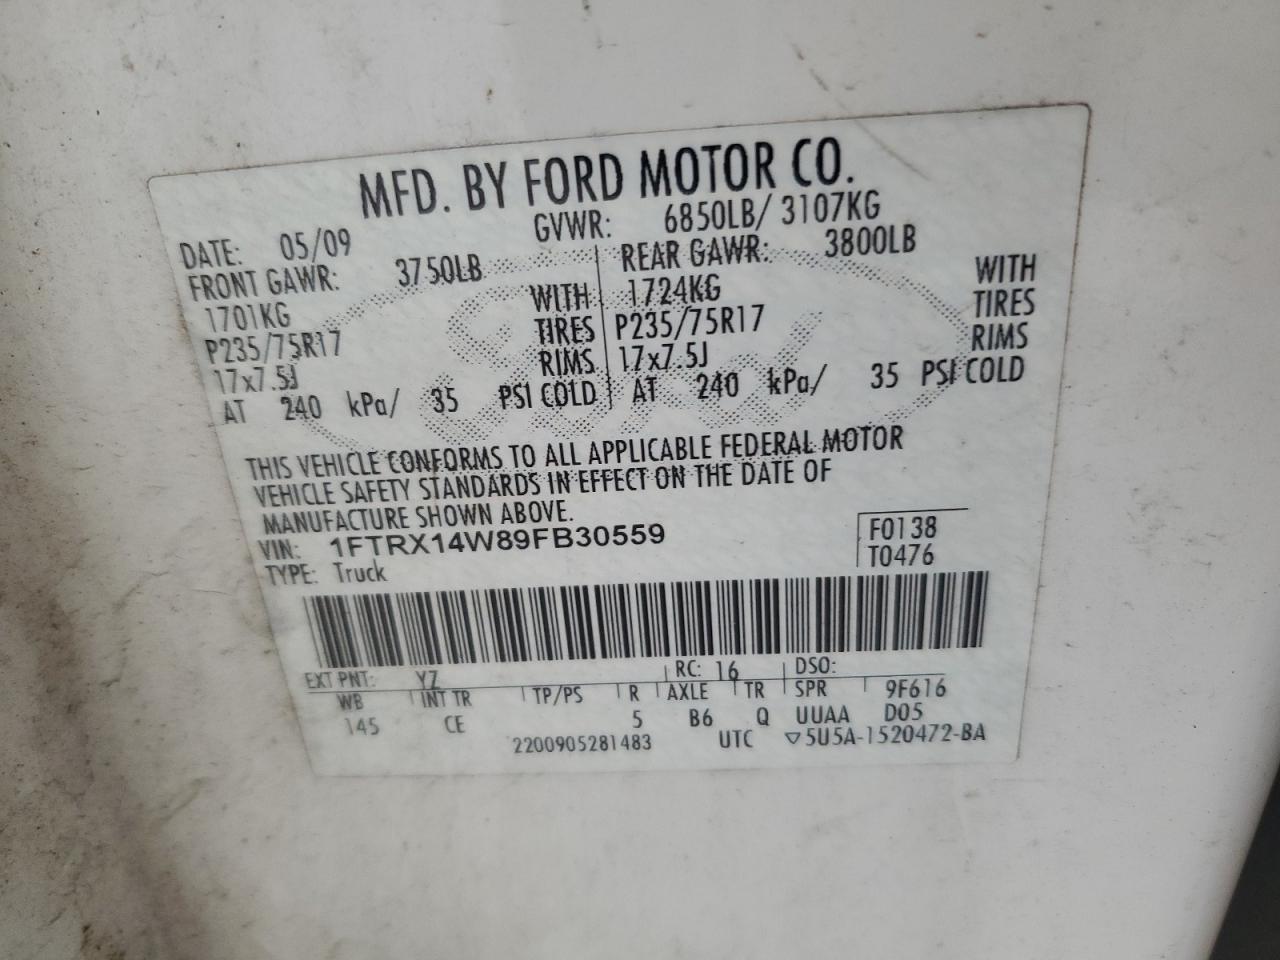 MFD. BY FORD MOTOR CO.
DATE: 05/09 GVWR: 6850LB/ 3107KG
FRONT GAWR: 3750LB REAR GAWR: 3800LB
1701KG WITH 1724KG WITH
P235/75R17 TIRES P235/75R17 TIRES
17x7.5J RIMS 17x7.5J RIMS
AT 240 kPa/ 35 PSI COLD AT 240 kPa/ 35 PSI COLD
THIS VEHICLE CONFORMS TO ALL APPLICABLE FEDERAL MOTOR
VEHICLE SAFETY STANDARDS IN EFFECT ON THE DATE OF
MANUFACTURE SHOWN ABOVE.
VIN: 1FTRX14W89FB30559 F0138
TYPE: Truck T0476
EXT PNT: YZ RC: 16 DSO:
WB INT TR TP/PS R AXLE TR SPR 9F616
145 CE 5 B6 Q UUAA D05
2200905281483 UTC ▽5U5A-1520472-BA